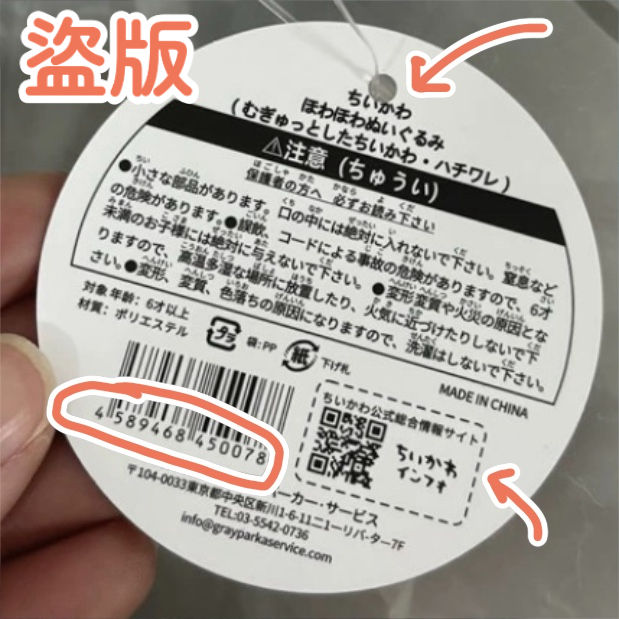 盗版
ちいかわ
ほわほわぬいぐるみ
(むぎゅっとしたちいかわ・ハチワレ)
⚠注意(ちゅうい)
保護者の方へ 必ずお読み下さい
●小さな部品があります。口の中には絶対に入れないで下さい。窒息など
の危険があります。●誤飲、コードによる事故の危険がありますので、6才
未満のお子様には絶対に与えないで下さい。●変形変質や火災の原因とな
りますので、高温多湿な場所に放置したり、火気に近づけたりしないで下
さい。●変形、変質、色落ちの原因になりますので、洗濯はしないで下さい。
対象年齢:6才以上
材質:ポリエステル
プラ
袋:PP
紙
下げ札
MADE IN CHINA
4 589468 450078
ちいかわ公式総合情報サイト
ちいかわ
インフォ
ーカー・サービス
〒104-0033東京都中央区新川1-6-11ニューリバータワー7F
TEL:03-5542-0736
info@grayparkaservice.com